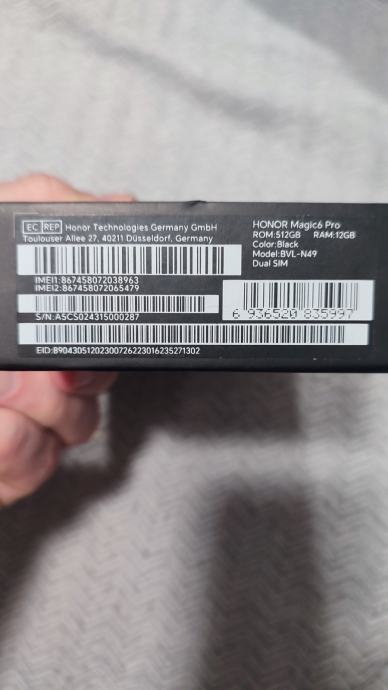 EC REP Honor Technologies Germany GmbH
Toulouser Allee 27, 40211 Düsseldorf, Germany
IMEI1:867458072038963
IMEI2:867458072065479
S/N:A5CS024315000287
EID:89043051202300726223016235271302
HONOR Magic6 Pro
ROM:512GB RAM:12GB
Color:Black
Model:BVL-N49
Dual SIM
6 936520 835997